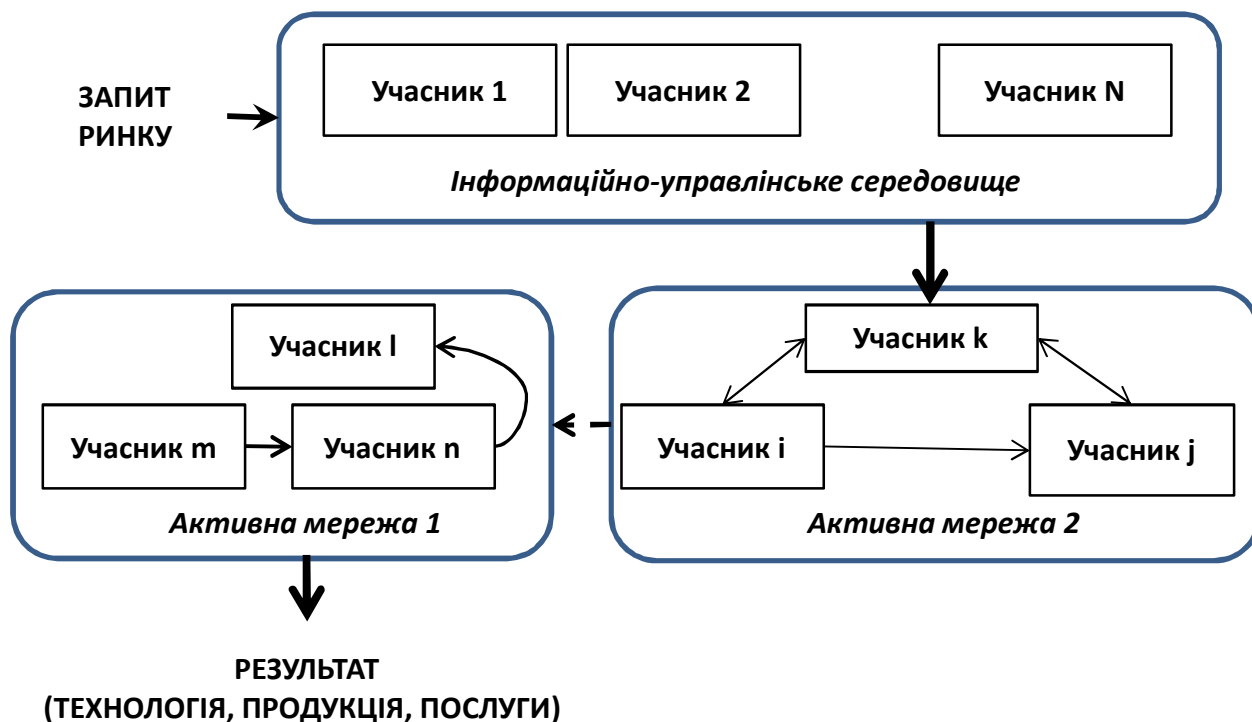 ЗАПИТ
РИНКУ
Учасник 1
Учасник 2
Учасник N
Інформаційно-управлінське середовище
Учасник l
Учасник m
Учасник n
Активна мережа 1
Учасник k
Учасник i
Учасник j
Активна мережа 2
РЕЗУЛЬТАТ
(ТЕХНОЛОГІЯ, ПРОДУКЦІЯ, ПОСЛУГИ)